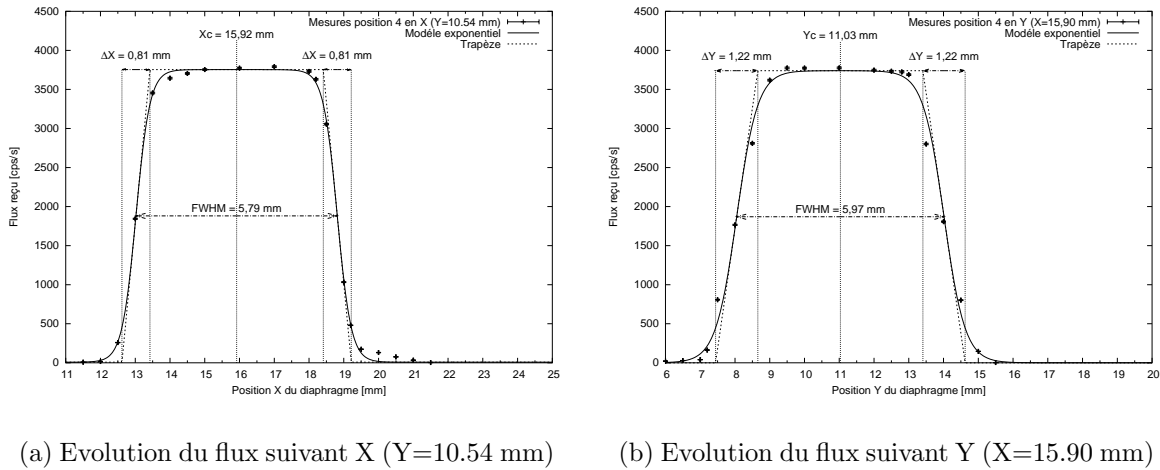 Mesures position 4 en X (Y=10.54 mm)
Modéle exponentiel
Trapèze
Xc = 15,92 mm
ΔX = 0,81 mm
ΔX = 0,81 mm
FWHM = 5,79 mm
Flux reçu [cps/s]
4500
4000
3500
3000
2500
2000
1500
1000
500
0
11 12 13 14 15 16 17 18 19 20 21 22 23 24 25
Position X du diaphragme [mm]
(a) Evolution du flux suivant X (Y=10.54 mm)
Mesures position 4 en Y (X=15,90 mm)
Modèle exponentiel
Trapèze
Yc = 11,03 mm
ΔY = 1,22 mm
ΔY = 1,22 mm
FWHM = 5,97 mm
Flux reçu [cps/s]
4500
4000
3500
3000
2500
2000
1500
1000
500
0
6 7 8 9 10 11 12 13 14 15 16 17 18 19 20
Position Y du diaphragme [mm]
(b) Evolution du flux suivant Y (X=15.90 mm)